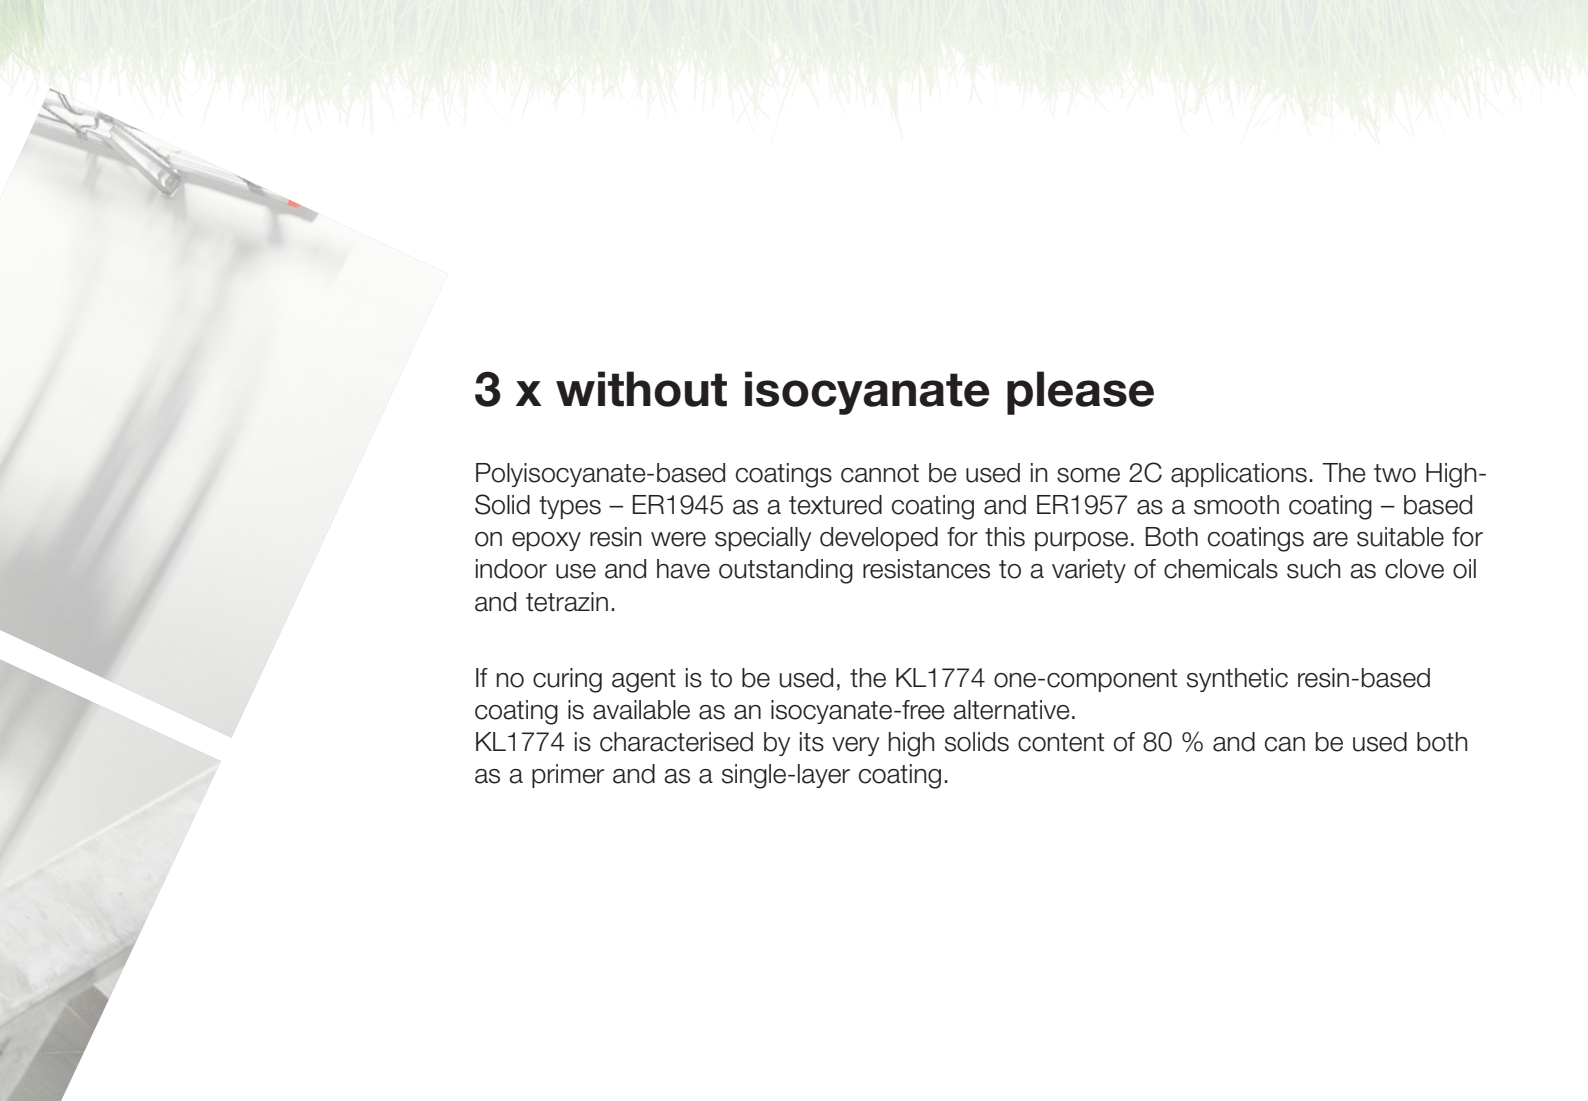 3 x without isocyanate please
Polyisocyanate-based coatings cannot be used in some 2C applications. The two High-
Solid types – ER1945 as a textured coating and ER1957 as a smooth coating – based
on epoxy resin were specially developed for this purpose. Both coatings are suitable for
indoor use and have outstanding resistances to a variety of chemicals such as clove oil
and tetrazin.
If no curing agent is to be used, the KL1774 one-component synthetic resin-based
coating is available as an isocyanate-free alternative.
KL1774 is characterised by its very high solids content of 80 % and can be used both
as a primer and as a single-layer coating.